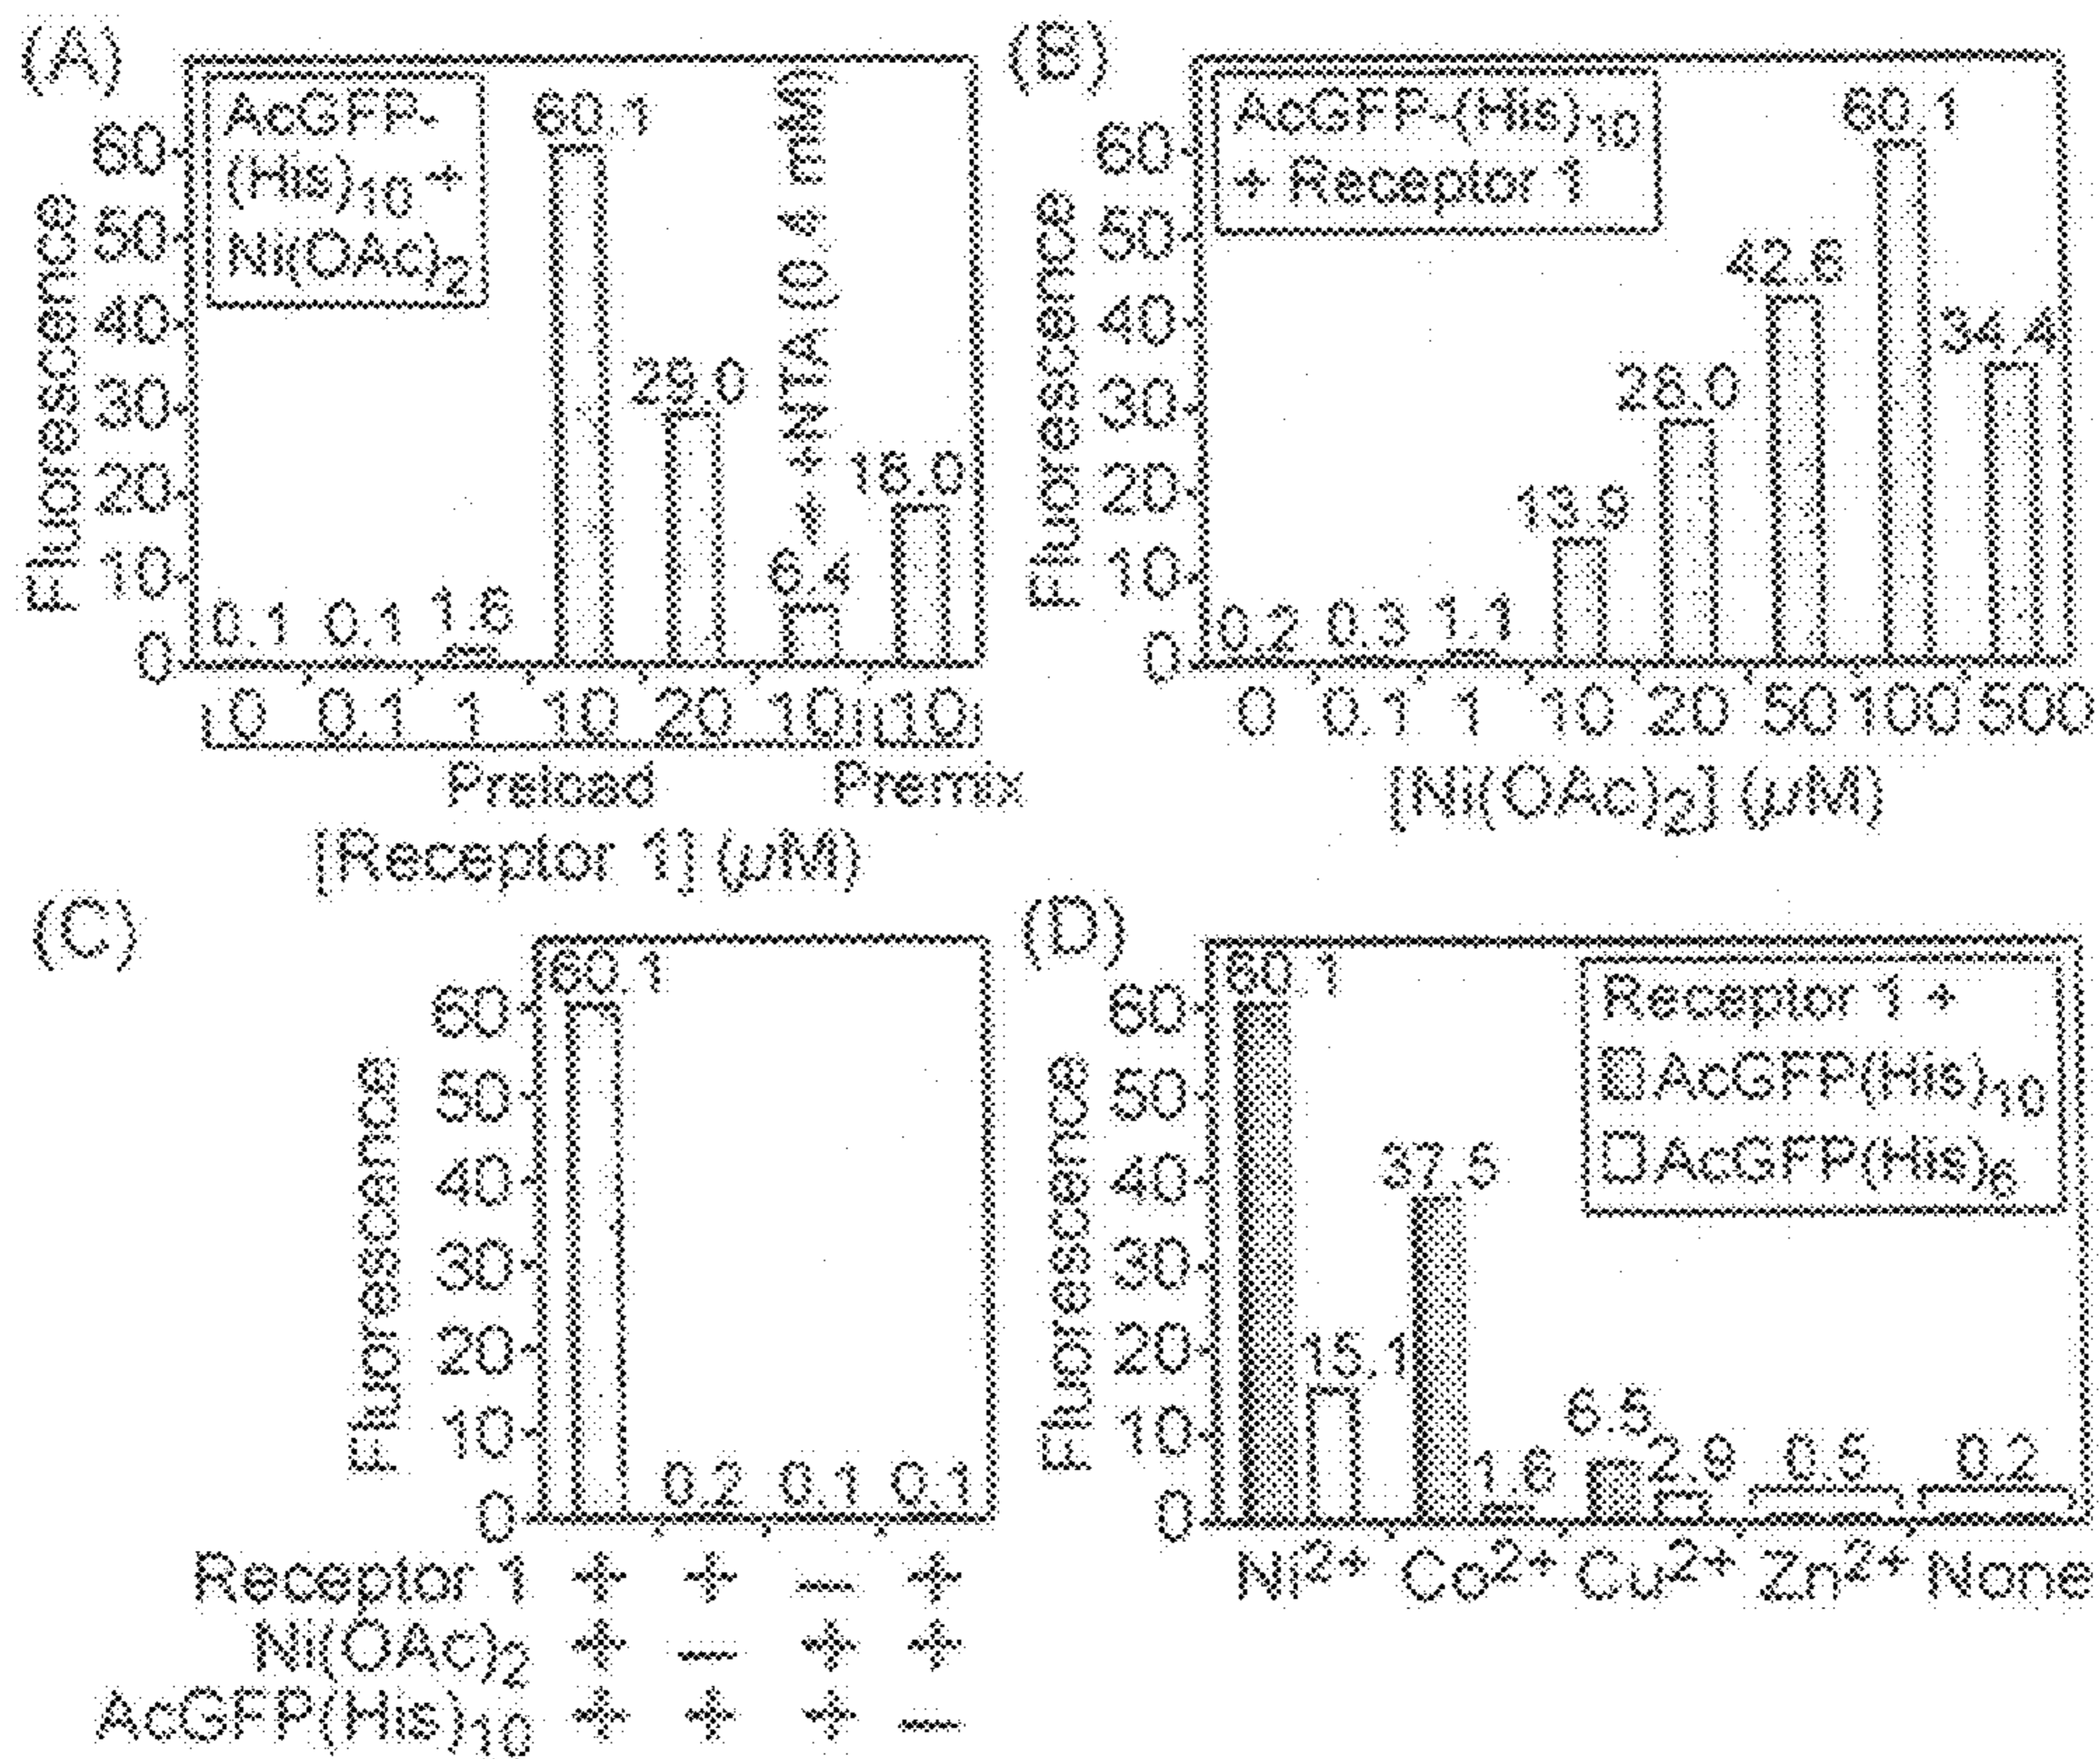 (A)
AcGFP-
(His)10 +
Ni(OAc)2
Fluorescence
60
50
40
30
20
10
0
0.1
0.1
1.6
60.1
29.0
6.4
16.0
+NTA (0.4 mM)
0 0.1 1 10 20 10 10
Preload Premix
[Receptor 1] (μM)
(B)
AcGFP-(His)10
+ Receptor 1
Fluorescence
60
50
40
30
20
10
0
0.2
0.3
1.1
13.9
28.0
42.6
60.1
34.4
0 0.1 1 10 20 50 100 500
[Ni(OAc)2] (μM)
(C)
Fluorescence
60
50
40
30
20
10
0
60.1
0.2
0.1
0.1
Receptor 1 + + – +
Ni(OAc)2 + – + +
AcGFP(His)10 + + + –
(D)
Receptor 1 +
AcGFP(His)10
AcGFP(His)6
Fluorescence
60
50
40
30
20
10
0
60.1
15.1
37.5
1.6
6.5
2.9
0.5
0.2
Ni2+ Co2+ Cu2+ Zn2+ None